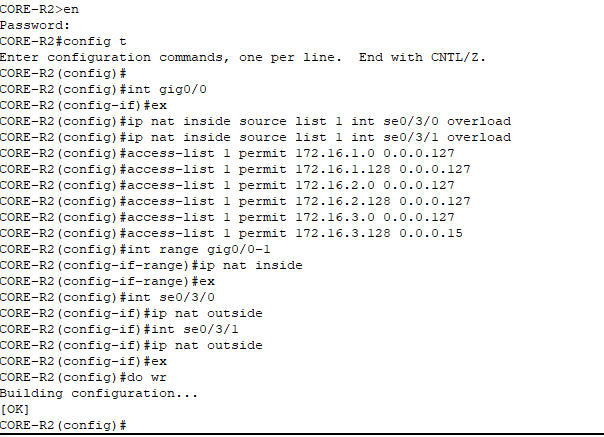 CORE-R2>en
Password:
CORE-R2#config t
Enter configuration commands, one per line.  End with CNTL/Z.
CORE-R2(config)#
CORE-R2(config)#int gig0/0
CORE-R2(config-if)#ex
CORE-R2(config)#ip nat inside source list 1 int se0/3/0 overload
CORE-R2(config)#ip nat inside source list 1 int se0/3/1 overload
CORE-R2(config)#access-list 1 permit 172.16.1.0 0.0.0.127
CORE-R2(config)#access-list 1 permit 172.16.1.128 0.0.0.127
CORE-R2(config)#access-list 1 permit 172.16.2.0 0.0.0.127
CORE-R2(config)#access-list 1 permit 172.16.2.128 0.0.0.127
CORE-R2(config)#access-list 1 permit 172.16.3.0 0.0.0.127
CORE-R2(config)#access-list 1 permit 172.16.3.128 0.0.0.15
CORE-R2(config)#int range gig0/0-1
CORE-R2(config-if-range)#ip nat inside
CORE-R2(config-if-range)#ex
CORE-R2(config)#int se0/3/0
CORE-R2(config-if)#ip nat outside
CORE-R2(config-if)#int se0/3/1
CORE-R2(config-if)#ip nat outside
CORE-R2(config-if)#ex
CORE-R2(config)#do wr
Building configuration...
[OK]
CORE-R2(config)#